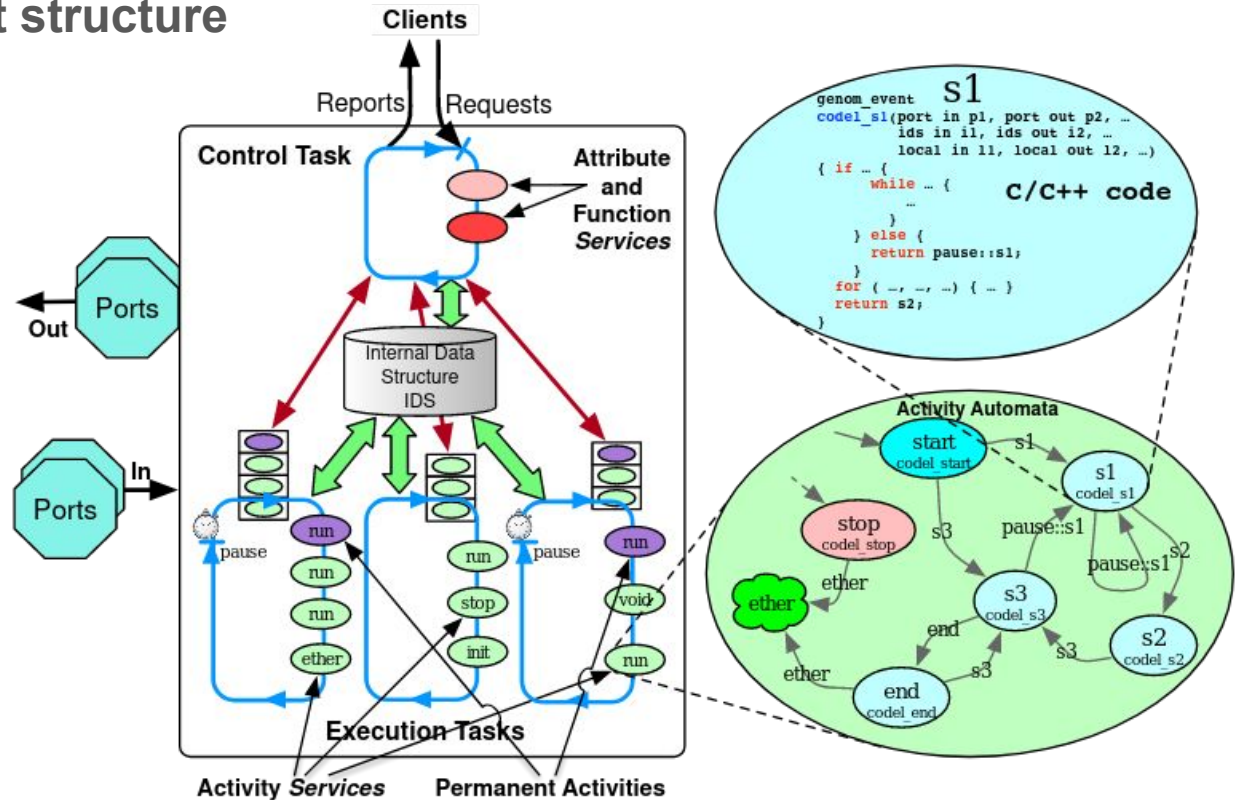 t structure
Clients
Reports
Requests
Control Task
Attribute
and
Function
Services
Ports
Out
Internal Data
Structure
IDS
Ports
In
pause
run
run
run
ether
run
stop
init
pause
run
void
run
Execution Tasks
Activity Services
Permanent Activities
s1
genom_event
codel_s1(port in p1, port out p2, …
ids in i1, ids out i2, …
local in l1, local out l2, …)
{ if … {
while … {
…
}
} else {
return pause::s1;
}
for ( …, …, …) { … }
return s2;
}
C/C++ code
Activity Automata
start
codel_start
s1
s1
codel_s1
stop
codel_stop
s3
pause::s1
pause::s1
s2
ether
ether
s3
codel_s3
end
s3
s2
codel_s2
ether
s3
end
codel_end